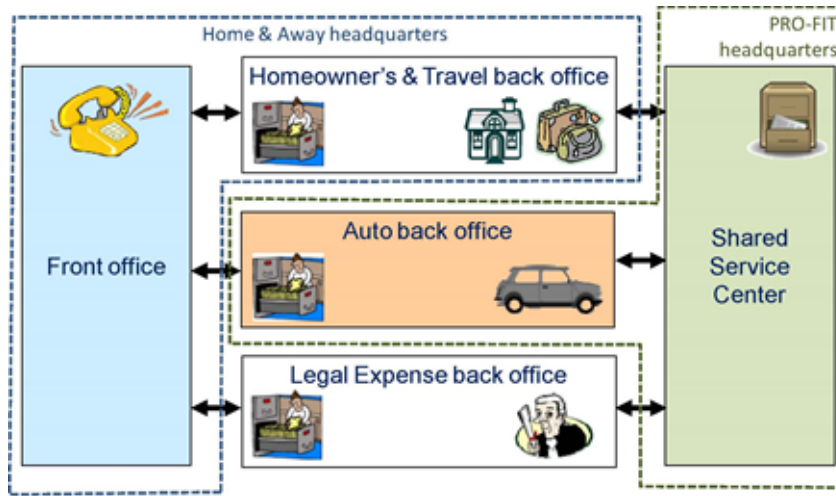 Home & Away headquarters
PRO-FIT
headquarters
Homeowner's & Travel back office
Front office
Auto back office
Shared
Service
Center
Legal Expense back office